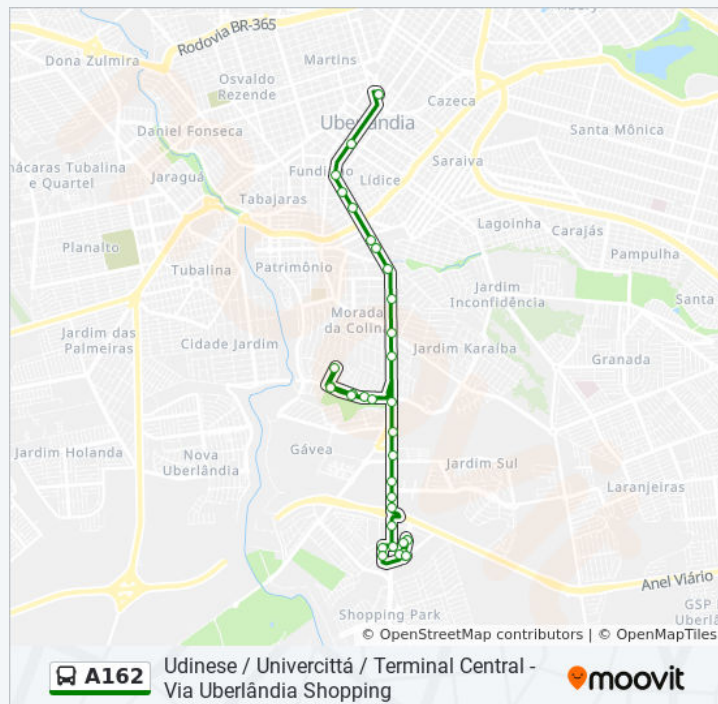 Rodovia BR-365
Dona Zulmira
Martins
Osvaldo
Rezende
Cazeca
Uberlândia
Santa Mônica
Daniel Fonseca
Saraiva
hácaras Tubalina
e Quartel
Jaraguá
Lídice
Tabajaras
Lagoinha
Carajás
Planalto
Pampulha
Tubalina
Patrimônio
Jardim
Inconfidência
Santa
Morada
da Colina
Jardim das
Palmeiras
Cidade Jardim
Jardim Karaíba
Granada
Jardim Holanda
Nova
Uberlândia
Gávea
Jardim Sul
Laranjeiras
Anel Viário
GSP
Uberlâ
Shopping Park
© OpenStreetMap contributors | © OpenMapTiles
A162
Udinese / Univercittá / Terminal Central -
Via Uberlândia Shopping
moovit